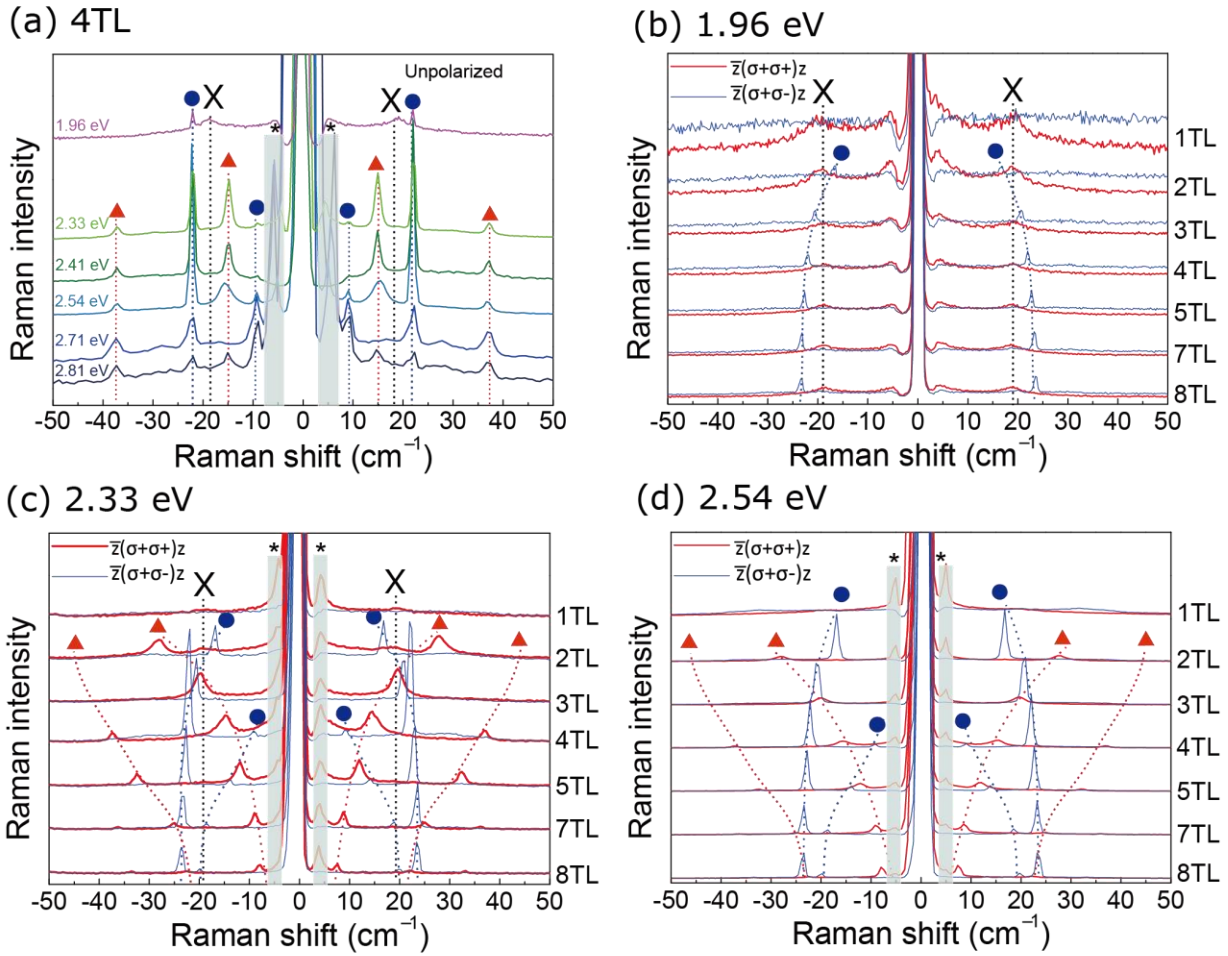 (a) 4TL
Unpolarized
X
X
*
*
1.96 eV
2.33 eV
2.41 eV
2.54 eV
2.71 eV
2.81 eV
Raman intensity
-50 -40 -30 -20 -10 0 10 20 30 40 50
Raman shift (cm⁻¹)
(b) 1.96 eV
z̅(σ+σ+)z
z̅(σ+σ-)z
X
X
1TL
2TL
3TL
4TL
5TL
7TL
8TL
Raman intensity
-50 -40 -30 -20 -10 0 10 20 30 40 50
Raman shift (cm⁻¹)
(c) 2.33 eV
z̅(σ+σ+)z
z̅(σ+σ-)z
* *
X
X
1TL
2TL
3TL
4TL
5TL
7TL
8TL
Raman intensity
-50 -40 -30 -20 -10 0 10 20 30 40 50
Raman shift (cm⁻¹)
(d) 2.54 eV
z̅(σ+σ+)z
z̅(σ+σ-)z
* *
1TL
2TL
3TL
4TL
5TL
7TL
8TL
Raman intensity
-50 -40 -30 -20 -10 0 10 20 30 40 50
Raman shift (cm⁻¹)